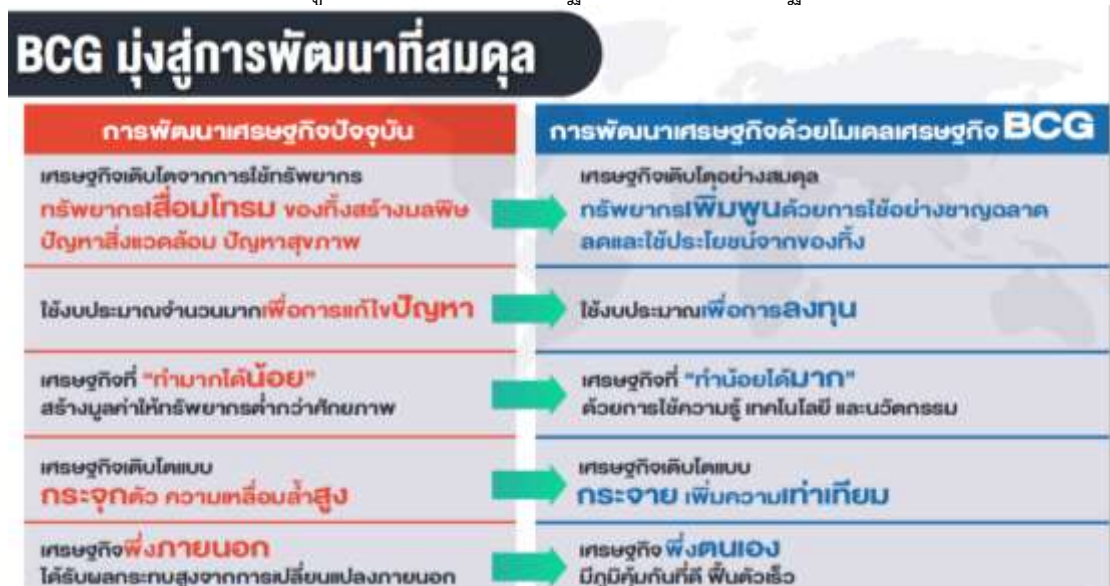 BCG มุ่งสู่การพัฒนาที่สมดุล
การพัฒนาเศรษฐกิจปัจจุบัน
การพัฒนาเศรษฐกิจด้วยโมเดลเศรษฐกิจ BCG
เศรษฐกิจเติบโตจากการใช้ทรัพยากร
ทรัพยากรเสื่อมโทรม ของทิ้งสร้างมลพิษ
ปัญหาสิ่งแวดล้อม ปัญหาสุขภาพ
เศรษฐกิจเติบโตอย่างสมดุล
ทรัพยากรเพิ่มพูนด้วยการใช้อย่างชาญฉลาด
ลดและใช้ประโยชน์จากของทิ้ง
ใช้งบประมาณจำนวนมากเพื่อการแก้ไขปัญหา
ใช้งบประมาณเพื่อการลงทุน
เศรษฐกิจที่ "ทำมากได้น้อย"
สร้างมูลค่าให้ทรัพยากรต่ำกว่าศักยภาพ
เศรษฐกิจที่ "ทำน้อยได้มาก"
ด้วยการใช้ความรู้ เทคโนโลยี และนวัตกรรม
เศรษฐกิจเติบโตแบบ
กระจุกตัว ความเหลื่อมล้ำสูง
เศรษฐกิจเติบโตแบบ
กระจาย เพิ่มความเท่าเทียม
เศรษฐกิจพึ่งภายนอก
ได้รับผลกระทบสูงจากการเปลี่ยนแปลงภายนอก
เศรษฐกิจ พึ่งตนเอง
มีภูมิคุ้มกันที่ดี ฟื้นตัวเร็ว